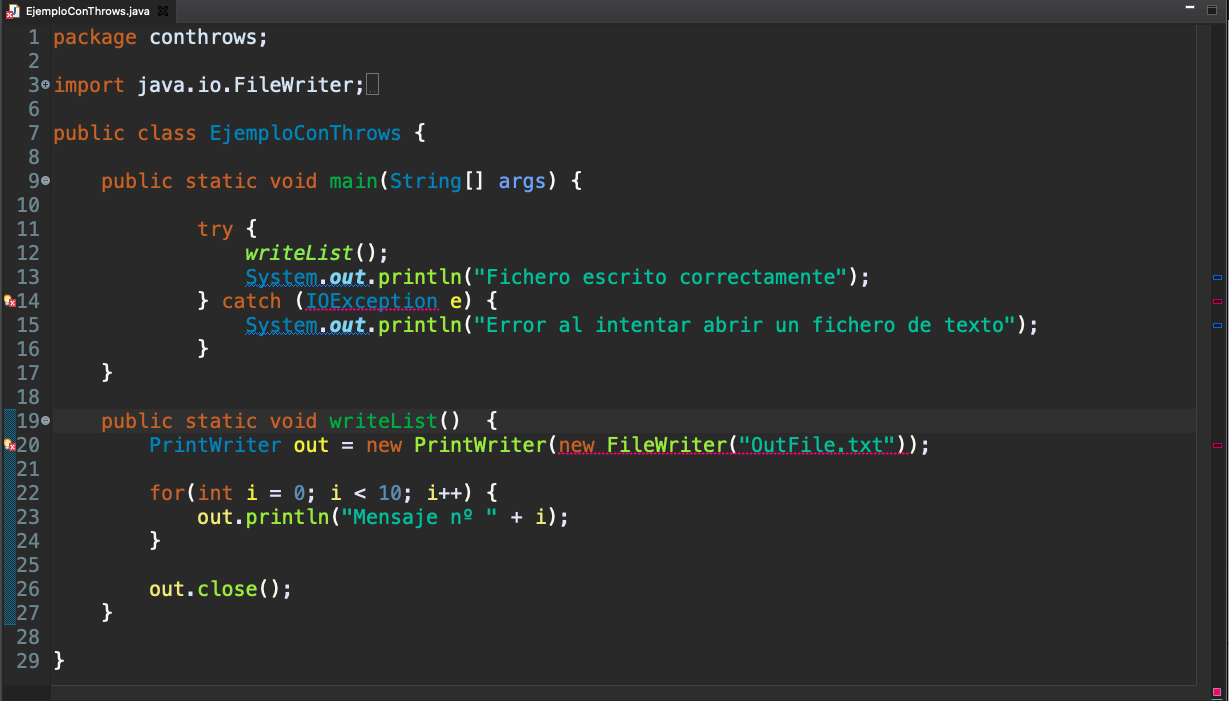 EjemploConThrows.java
1 package conthrows;
2
3 import java.io.FileWriter;
6
7 public class EjemploConThrows {
8
9     public static void main(String[] args) {
10
11             try {
12                 writeList();
13                 System.out.println("Fichero escrito correctamente");
14             } catch (IOException e) {
15                 System.out.println("Error al intentar abrir un fichero de texto");
16             }
17     }
18
19     public static void writeList()  {
20         PrintWriter out = new PrintWriter(new FileWriter("OutFile.txt"));
21
22         for(int i = 0; i < 10; i++) {
23             out.println("Mensaje nº " + i);
24         }
25
26         out.close();
27     }
28
29 }